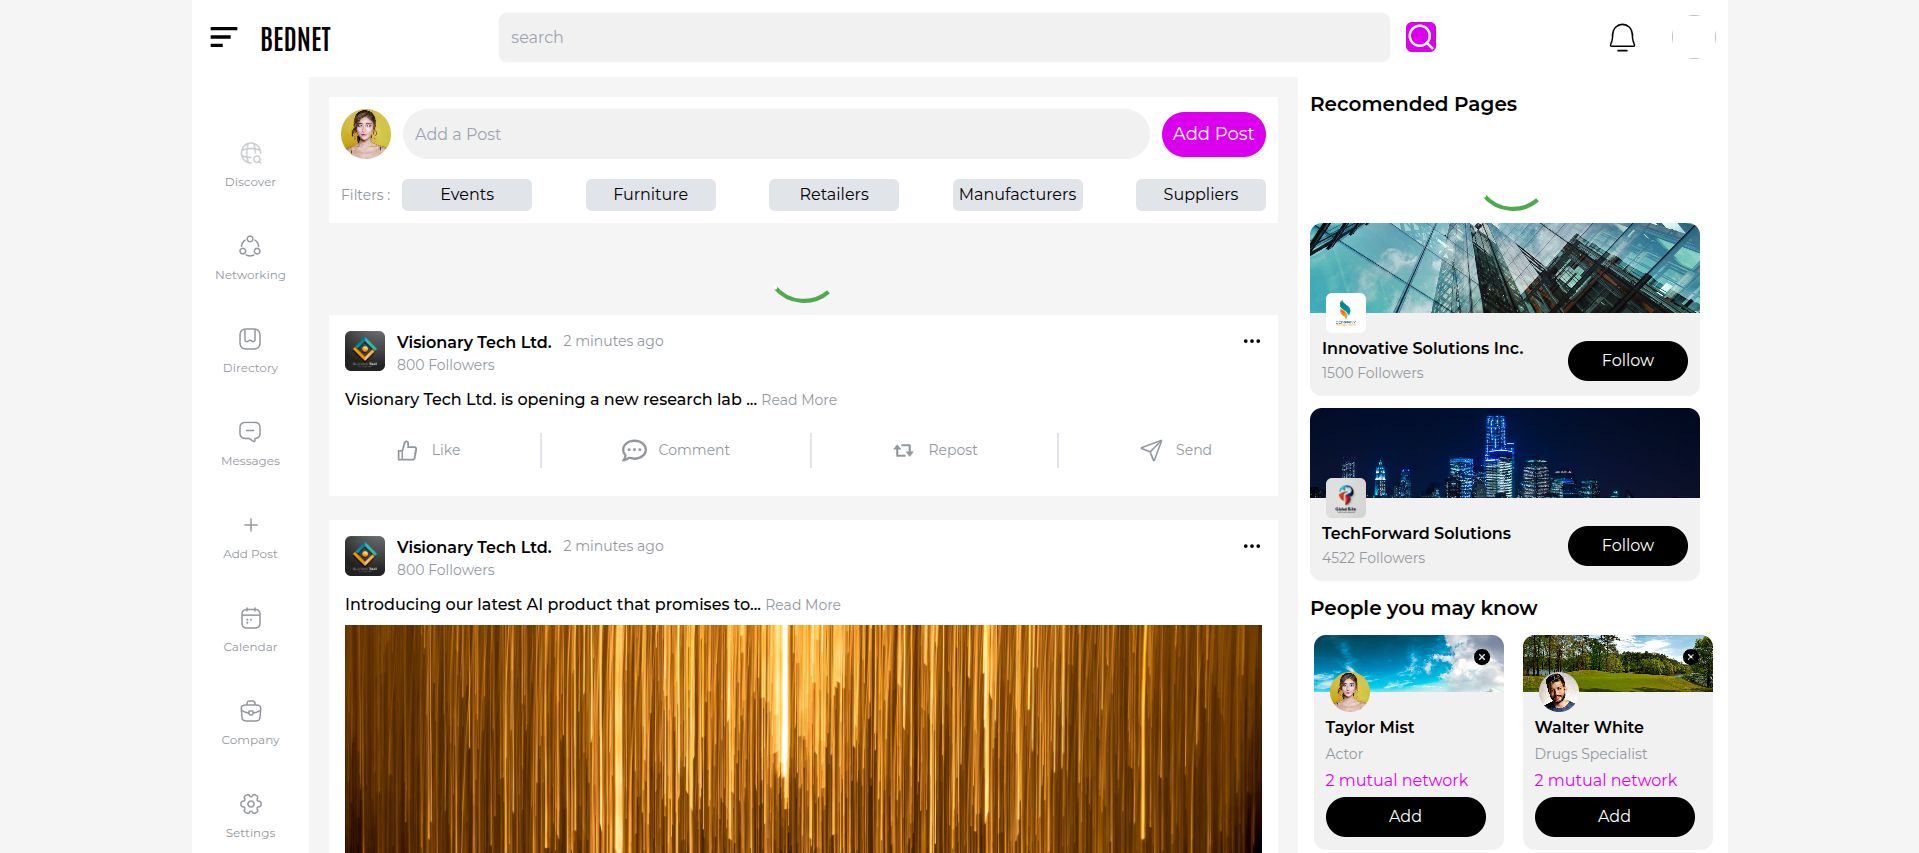 BEDNET
search
Discover
Networking
Directory
Messages
Add Post
Calendar
Company
Settings
Add a Post
Add Post
Filters :
Events
Furniture
Retailers
Manufacturers
Suppliers
Visionary Tech Ltd. 2 minutes ago
800 Followers
Visionary Tech Ltd. is opening a new research lab ... Read More
Like
Comment
Repost
Send
Visionary Tech Ltd. 2 minutes ago
800 Followers
Introducing our latest AI product that promises to... Read More
Recomended Pages
Innovative Solutions Inc.
1500 Followers
Follow
TechForward Solutions
4522 Followers
Follow
People you may know
Taylor Mist
Actor
2 mutual network
Add
Walter White
Drugs Specialist
2 mutual network
Add